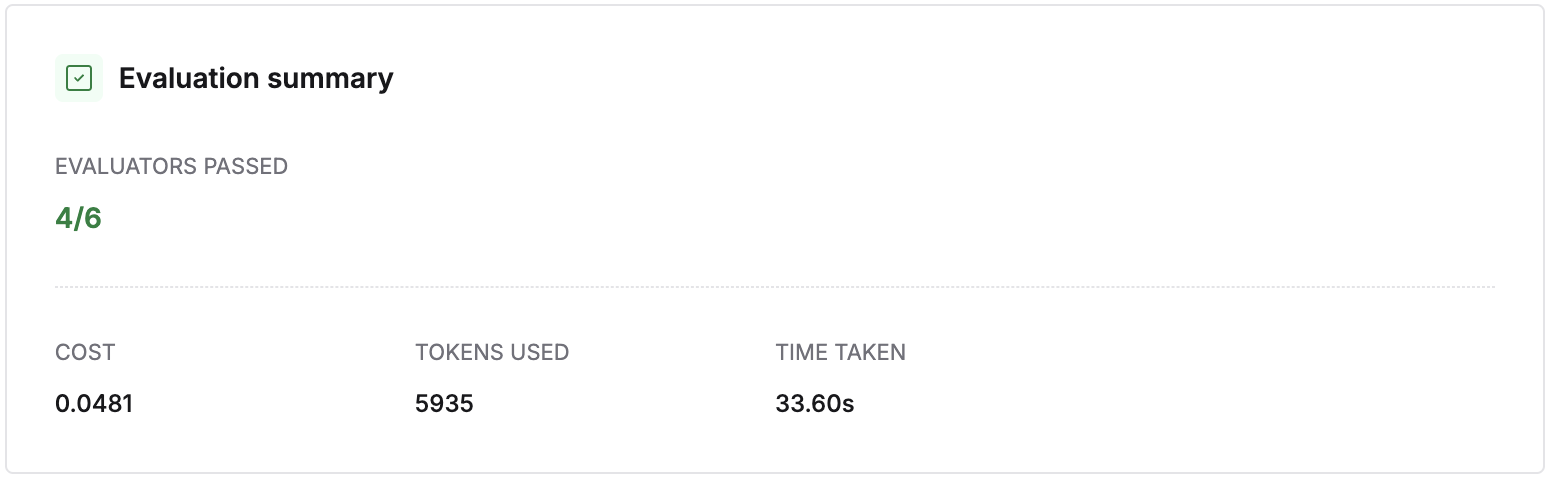 Evaluation summary
EVALUATORS PASSED
4/6
COST TOKENS USED TIME TAKEN
0.0481 5935 33.60s